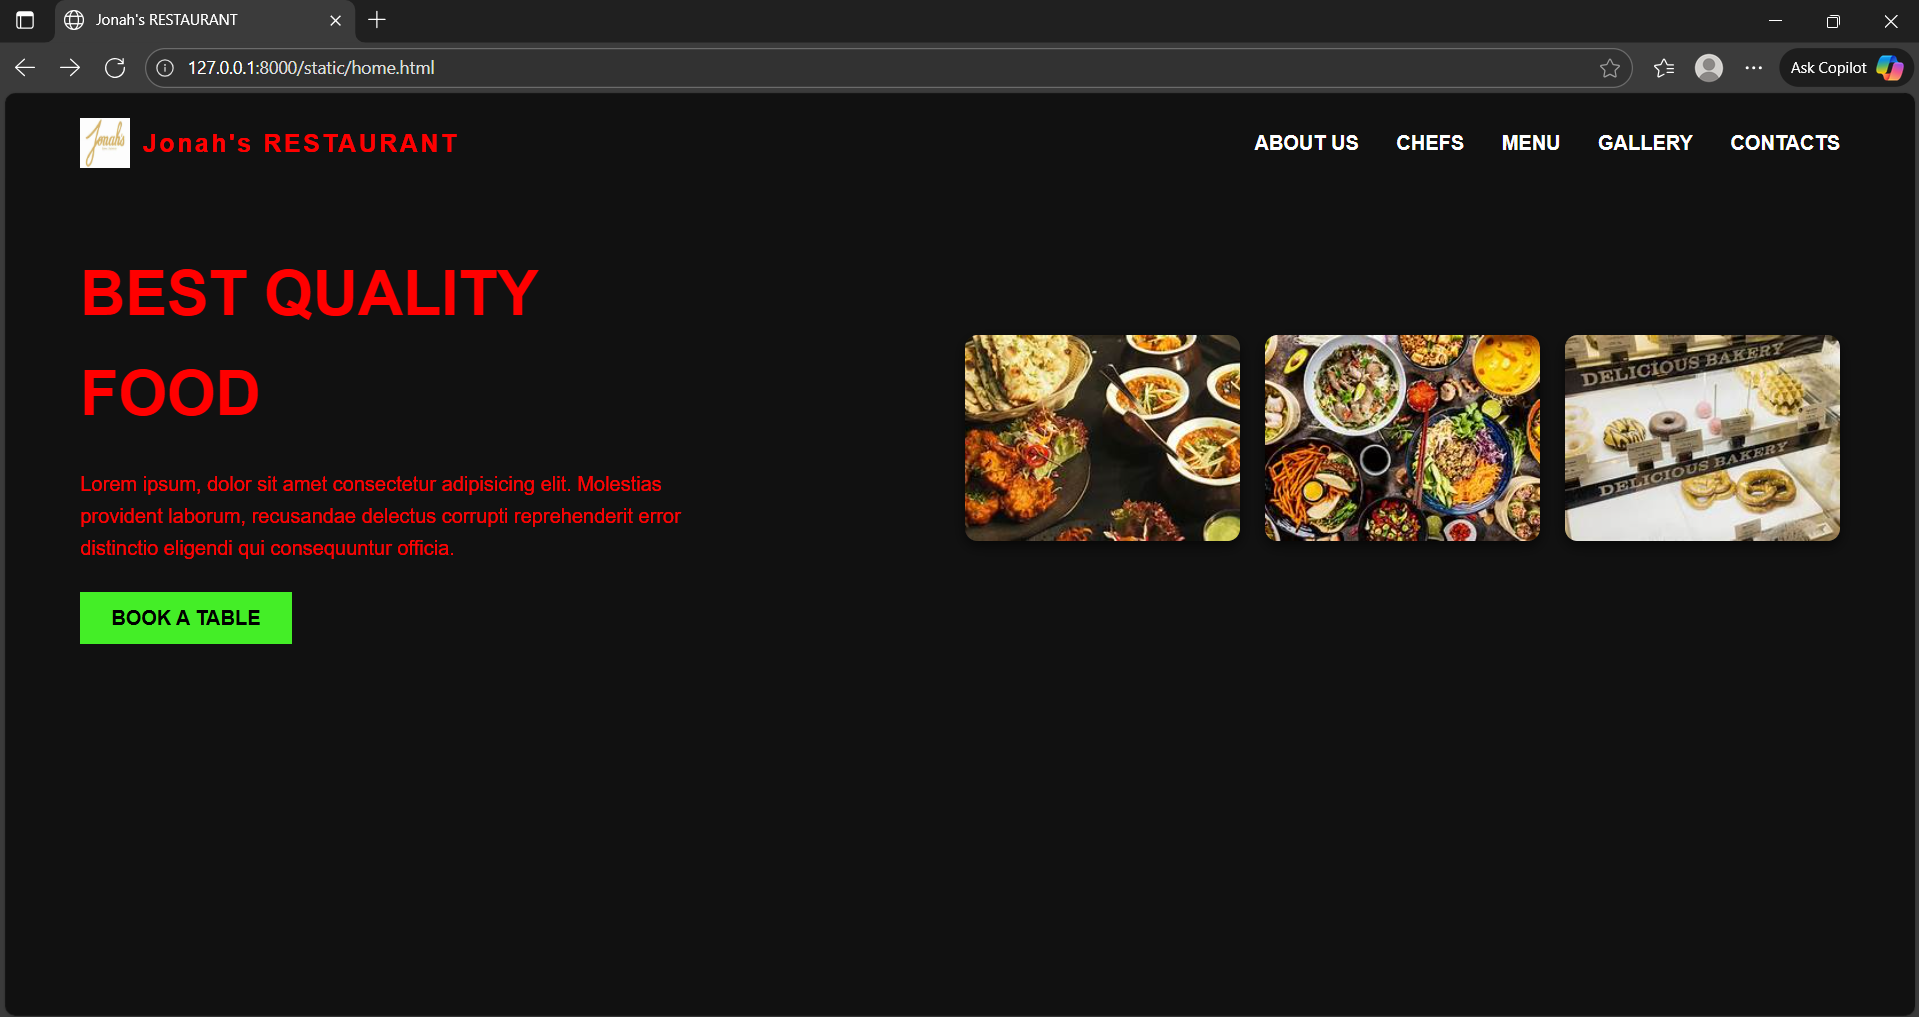 Jonah's RESTAURANT
127.0.0.1:8000/static/home.html
Ask Copilot
Jonah's
Jonah's RESTAURANT
ABOUT US CHEFS MENU GALLERY CONTACTS
BEST QUALITY
FOOD
DELICIOUS BAKERY
DELICIOUS BAKERY
Lorem ipsum, dolor sit amet consectetur adipisicing elit. Molestias
provident laborum, recusandae delectus corrupti reprehenderit error
distinctio eligendi qui consequuntur officia.
BOOK A TABLE